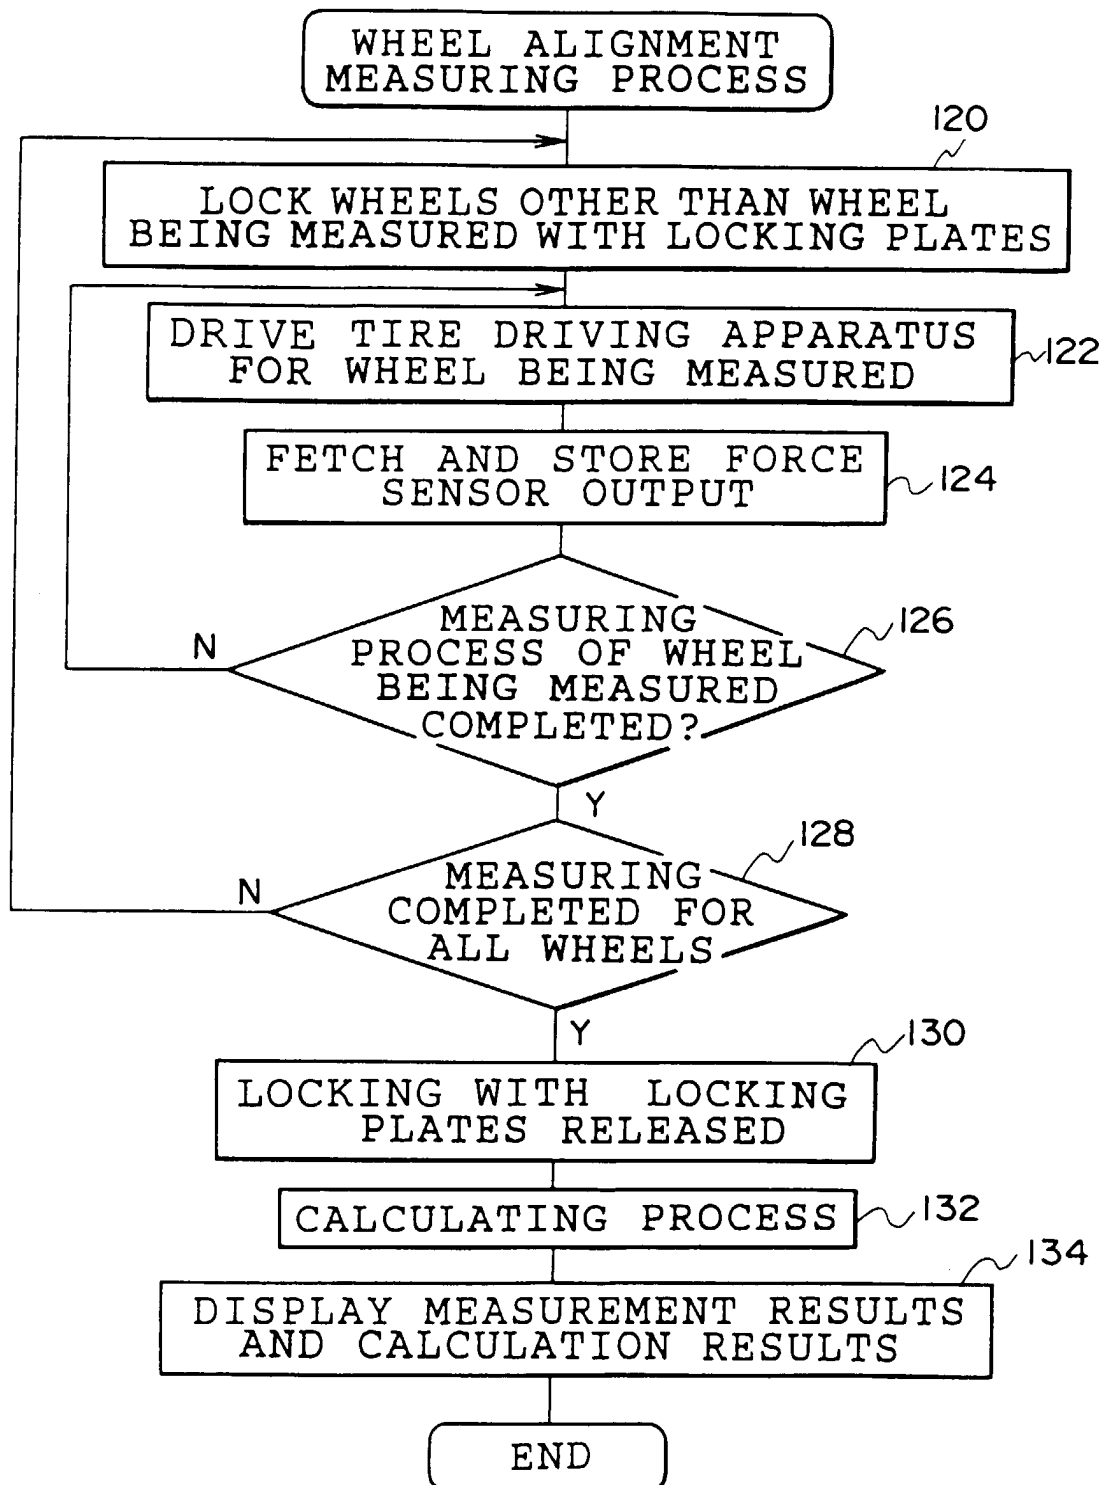 WHEEL ALIGNMENT
MEASURING PROCESS
120
LOCK WHEELS OTHER THAN WHEEL
BEING MEASURED WITH LOCKING PLATES
DRIVE TIRE DRIVING APPARATUS
FOR WHEEL BEING MEASURED
122
FETCH AND STORE FORCE
SENSOR OUTPUT
124
MEASURING
PROCESS OF WHEEL
BEING MEASURED
COMPLETED?
126
N
Y
MEASURING
COMPLETED FOR
ALL WHEELS
128
N
Y
130
LOCKING WITH LOCKING
PLATES RELEASED
CALCULATING PROCESS
132
134
DISPLAY MEASUREMENT RESULTS
AND CALCULATION RESULTS
END